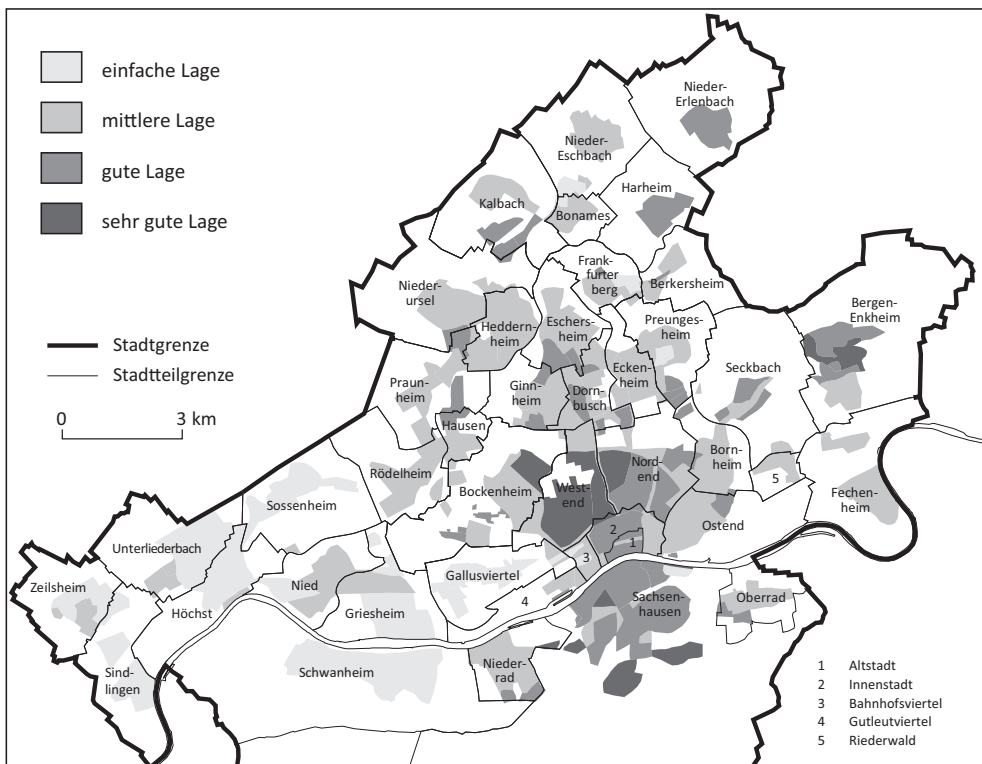 einfache Lage
mittlere Lage
gute Lage
sehr gute Lage
Stadtgrenze
Stadtteilgrenze
0 3 km
Nieder-
Erlenbach
Nieder-
Eschbach
Harheim
Kalbach
Bonames
Frank-
furter
berg
Berkersheim
Nieder-
ursel
Heddern-
heim
Eschers-
heim
Preunges-
heim
Bergen-
Enkheim
Praun-
heim
Ginn-
heim
Dorn-
busch
Ecken-
heim
Seckbach
Hausen
Rödelheim
Bockenheim
West-
end
Nord-
end
Born-
heim
5
Fechen-
heim
Sossenheim
Ostend
2
1
3
4
Unterliederbach
Zeilsheim
Höchst
Nied
Griesheim
Gallusviertel
Sachsen-
hausen
Oberrad
Sind-
lingen
Schwanheim
Nieder-
rad
1 Altstadt
2 Innenstadt
3 Bahnhofsviertel
4 Gutleutviertel
5 Riederwald